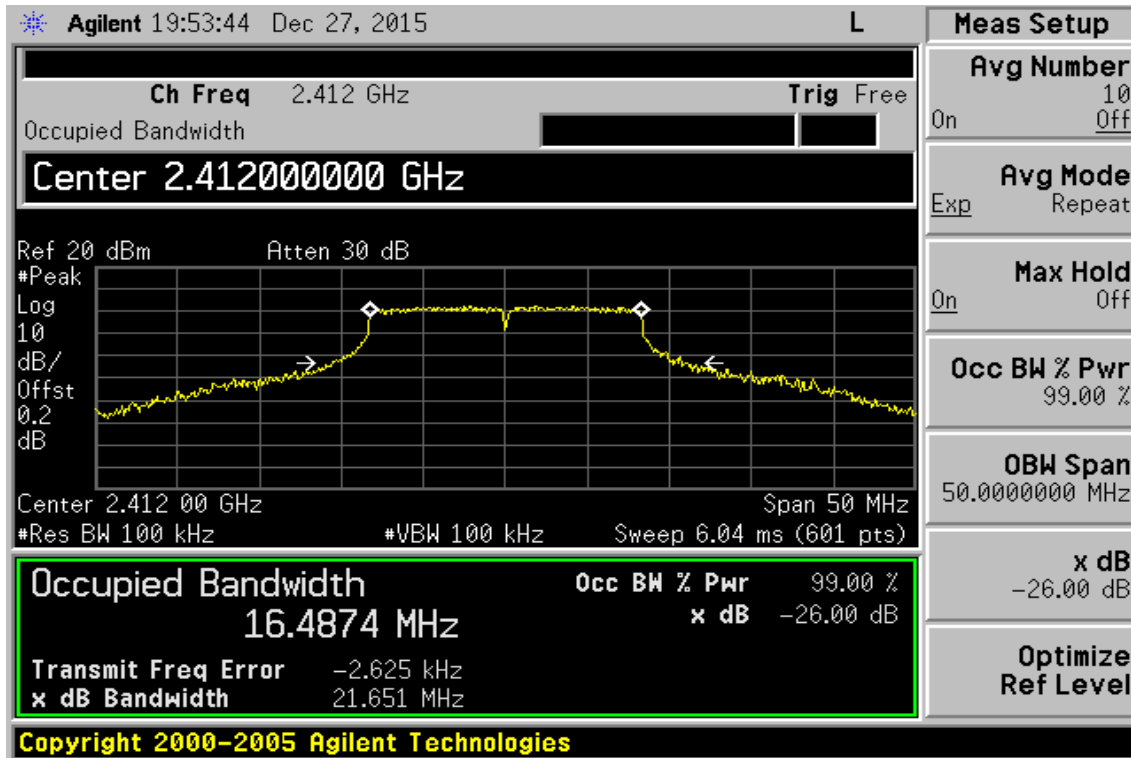 Agilent 19:53:44 Dec 27, 2015 L
Ch Freq 2.412 GHz Trig Free
Occupied Bandwidth
Center 2.412000000 GHz
Ref 20 dBm Atten 30 dB
#Peak
Log
10
dB/
Offst
0.2
dB
Center 2.412 00 GHz Span 50 MHz
#Res BW 100 kHz #VBW 100 kHz Sweep 6.04 ms (601 pts)
Occupied Bandwidth Occ BW % Pwr 99.00 %
16.4874 MHz x dB -26.00 dB
Transmit Freq Error -2.625 kHz
x dB Bandwidth 21.651 MHz
Copyright 2000-2005 Agilent Technologies
Meas Setup
Avg Number
10
On Off
Avg Mode
Exp Repeat
Max Hold
On Off
Occ BW % Pwr
99.00 %
OBW Span
50.0000000 MHz
x dB
-26.00 dB
Optimize
Ref Level